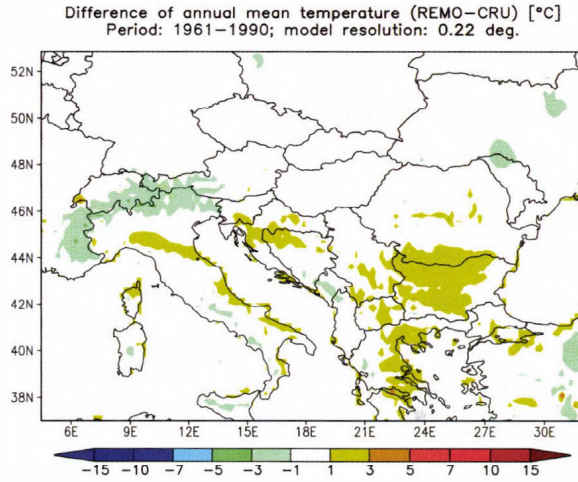 Difference of annual mean temperature (REMO-CRU) [°C]
Period: 1961-1990; model resolution: 0.22 deg.
52N
50N
48N
46N
44N
42N
40N
38N
6E 9E 12E 15E 18E 21E 24E 27E 30E
-15 -10 -7 -5 -3 -1 1 3 5 7 10 15